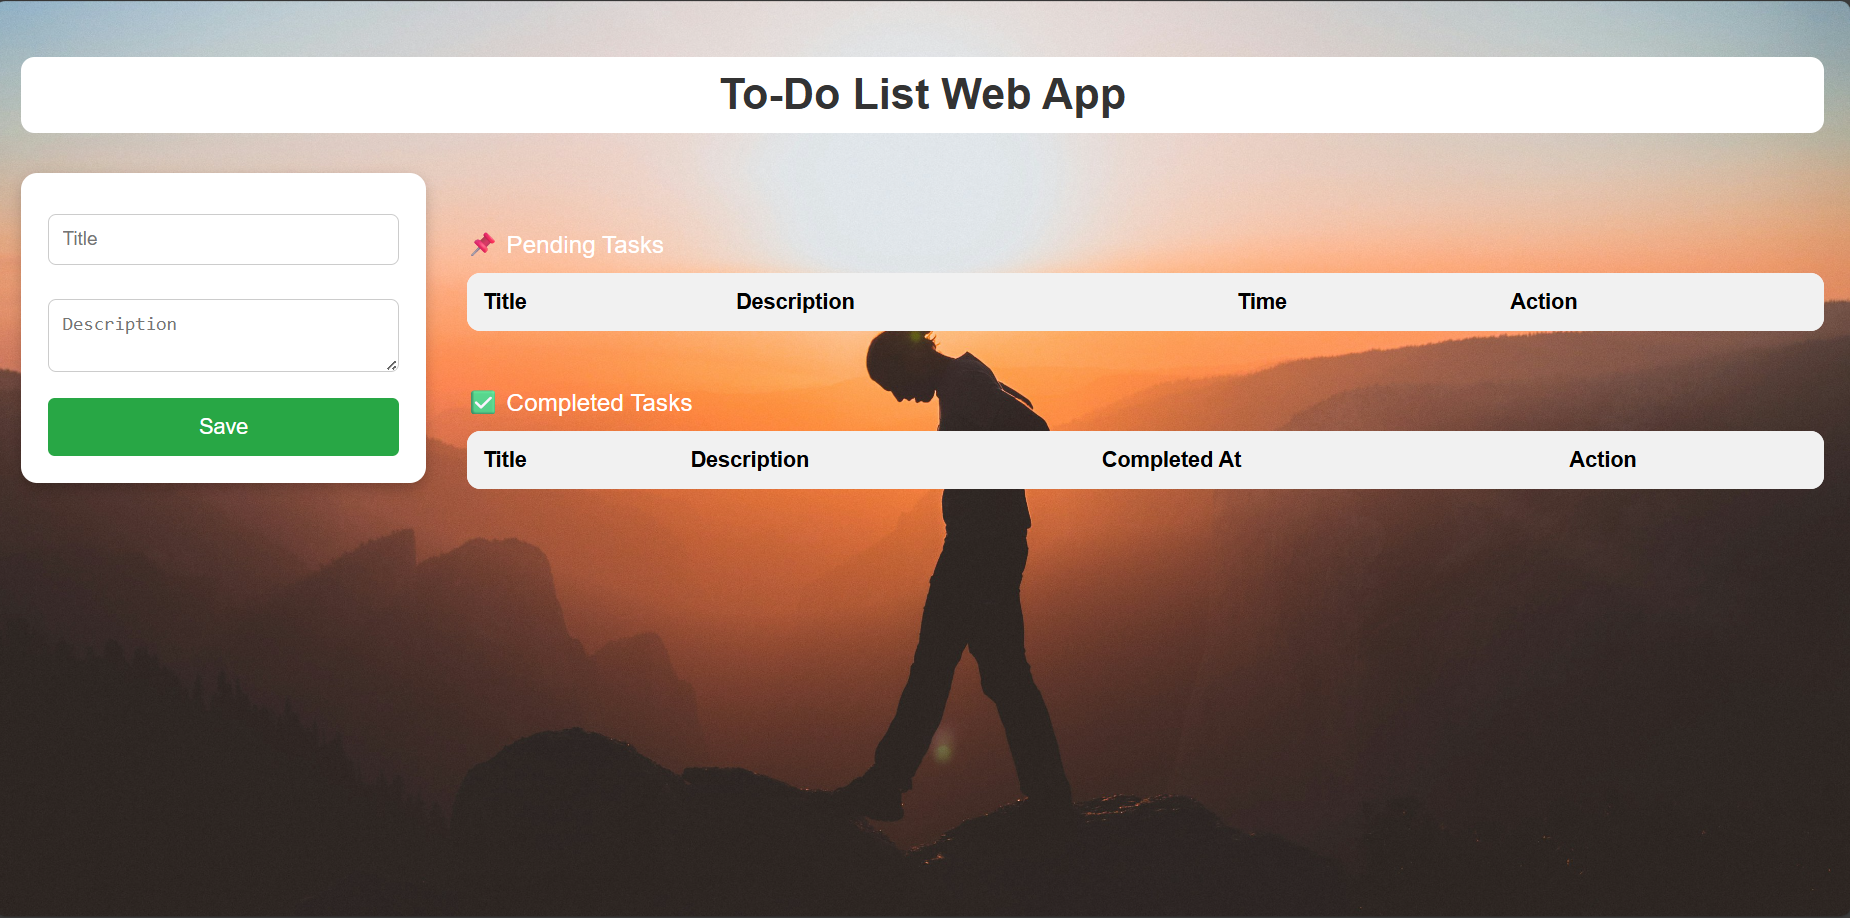 To-Do List Web App
Title
Description
Save
📌 Pending Tasks
Title Description Time Action
✅ Completed Tasks
Title Description Completed At Action